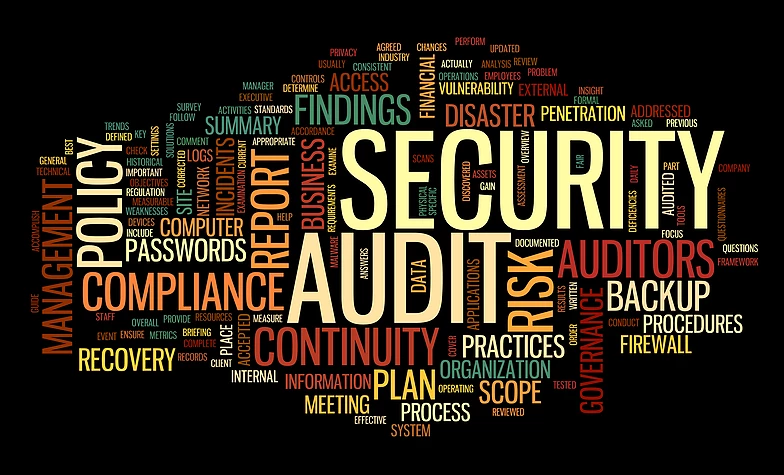 PERFORM
AGREED
CHANGES
UPDATED
PRIVACY
INDUSTRY
USUALLY
CONSISTENT
FINANCIAL
ACTUALLY
ANALYSIS
REVIEW
CONTROLS
ACCESS
OPERATIONS
EMPLOYEES
PROBLEM
MANAGER
DETERMINE
VULNERABILITY
EXTERNAL
INSIGHT
EXECUTIVE
FINDINGS
FORMAL
SURVEY
ACTIVITIES
STANDARDS
DISASTER
PENETRATION
ADDRESSED
FOLLOW
SUMMARY
ASKED
PREVIOUS
TRENDS
DEFINED
KEY
SETTINGS
SOLUTIONS
COMMENT
ACCORDANCE
APPROPRIATE
SECURITY
BEST
POLICY
CHECK
CORRECTED
LOGS
INCIDENTS
CORRENT
REPORT
BUSINESS
EXAMINE
SCANS
DISCOVERED
ASSETS
OVERVIEW
FAIR
DAILY
PART
COMPANY
GENERAL
HISTORICAL
TECHNICAL
IMPORTANT
SITE
NETWORK
EXAMINATION
OBJECTIVES
REGULATION
MEASURABLE
REQUIREMENTS
PHYSICAL
SPECIFIC
GAIN
ASSESSMENT
DEFICIENCIES
AUDITED
TOOLS
QUESTIONNAIRES
ACCOMPLISH
MANAGEMENT
WEAKNESSES
DEVICES
HELP
COMPUTER
INCLUDE
FOCUS
PASSWORDS
MALWARE
ANSWERS
AUDIT
DATA
DOCUMENTED
AUDITORS
QUESTIONS
FRAMEWORK
GUIDE
COMPLIANCE
APPLICATIONS
RISK
RESULTS
WRITTEN
BACKUP
STAFF
OVERALL
PROVIDE
RESOURCES
ACCEPTED
MEASURE
GOVERNANCE
CONDUCT
PROCEDURES
EVENT
ENSURE
METRICS
BRIEFING
PLACE
CONTINUITY
COVER
PRACTICES
ORDER
FIREWALL
COMPLETE
RECOVERY
RECORDS
CLIENT
ORGANIZATION
INTERNAL
INFORMATION
PLAN
OPERATING
SCOPE
TESTED
MEETING
PROCESS
REVIEWED
EFFECTIVE
SYSTEM